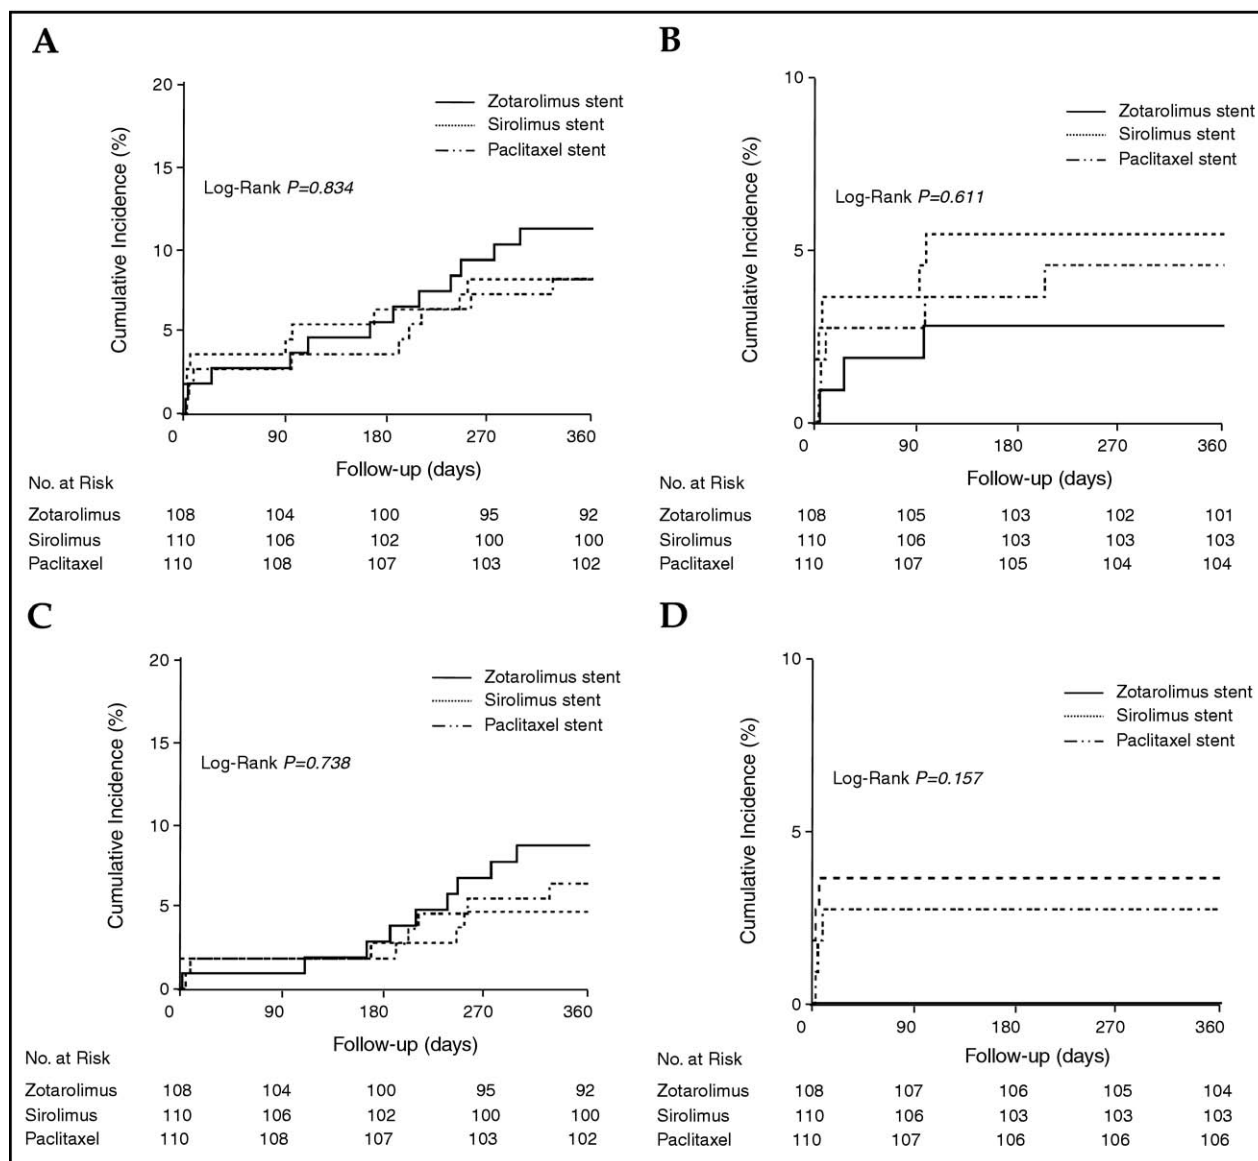 A
20
15
10
5
0
Cumulative Incidence (%)
Zotarolimus stent
Sirolimus stent
Paclitaxel stent
Log-Rank P=0.834
0 90 180 270 360
Follow-up (days)
No. at Risk
Zotarolimus 108 104 100 95 92
Sirolimus 110 106 102 100 100
Paclitaxel 110 108 107 103 102
B
10
5
0
Cumulative Incidence (%)
Zotarolimus stent
Sirolimus stent
Paclitaxel stent
Log-Rank P=0.611
0 90 180 270 360
Follow-up (days)
No. at Risk
Zotarolimus 108 105 103 102 101
Sirolimus 110 106 103 103 103
Paclitaxel 110 107 105 104 104
C
20
15
10
5
0
Cumulative Incidence (%)
Zotarolimus stent
Sirolimus stent
Paclitaxel stent
Log-Rank P=0.738
0 90 180 270 360
Follow-up (days)
No. at Risk
Zotarolimus 108 104 100 95 92
Sirolimus 110 106 102 100 100
Paclitaxel 110 108 107 103 102
D
10
5
0
Cumulative Incidence (%)
Zotarolimus stent
Sirolimus stent
Paclitaxel stent
Log-Rank P=0.157
0 90 180 270 360
Follow-up (days)
No. at Risk
Zotarolimus 108 107 106 105 104
Sirolimus 110 106 103 103 103
Paclitaxel 110 107 106 106 106